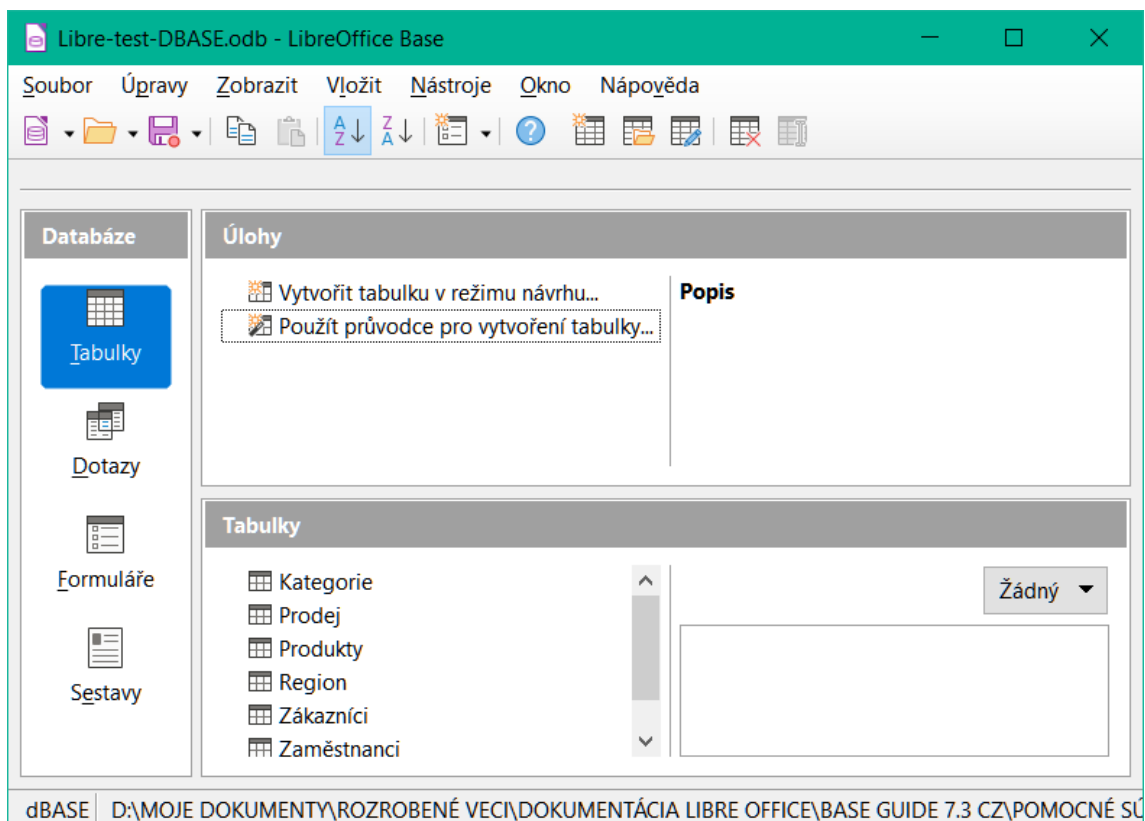 Libre-test-DBASE.odb - LibreOffice Base
Soubor Úpravy Zobrazit Vložit Nástroje Okno Nápověda
Databáze
Tabulky
Dotazy
Formuláře
Sestavy
Úlohy
Vytvořit tabulku v režimu návrhu...
Použít průvodce pro vytvoření tabulky...
Popis
Tabulky
Kategorie
Prodej
Produkty
Region
Zákazníci
Zaměstnanci
Žádný
dBASE D:\MOJE DOKUMENTY\ROZROBENÉ VECI\DOKUMENTÁCIA LIBRE OFFICE\BASE GUIDE 7.3 CZ\POMOCNÉ SÚ